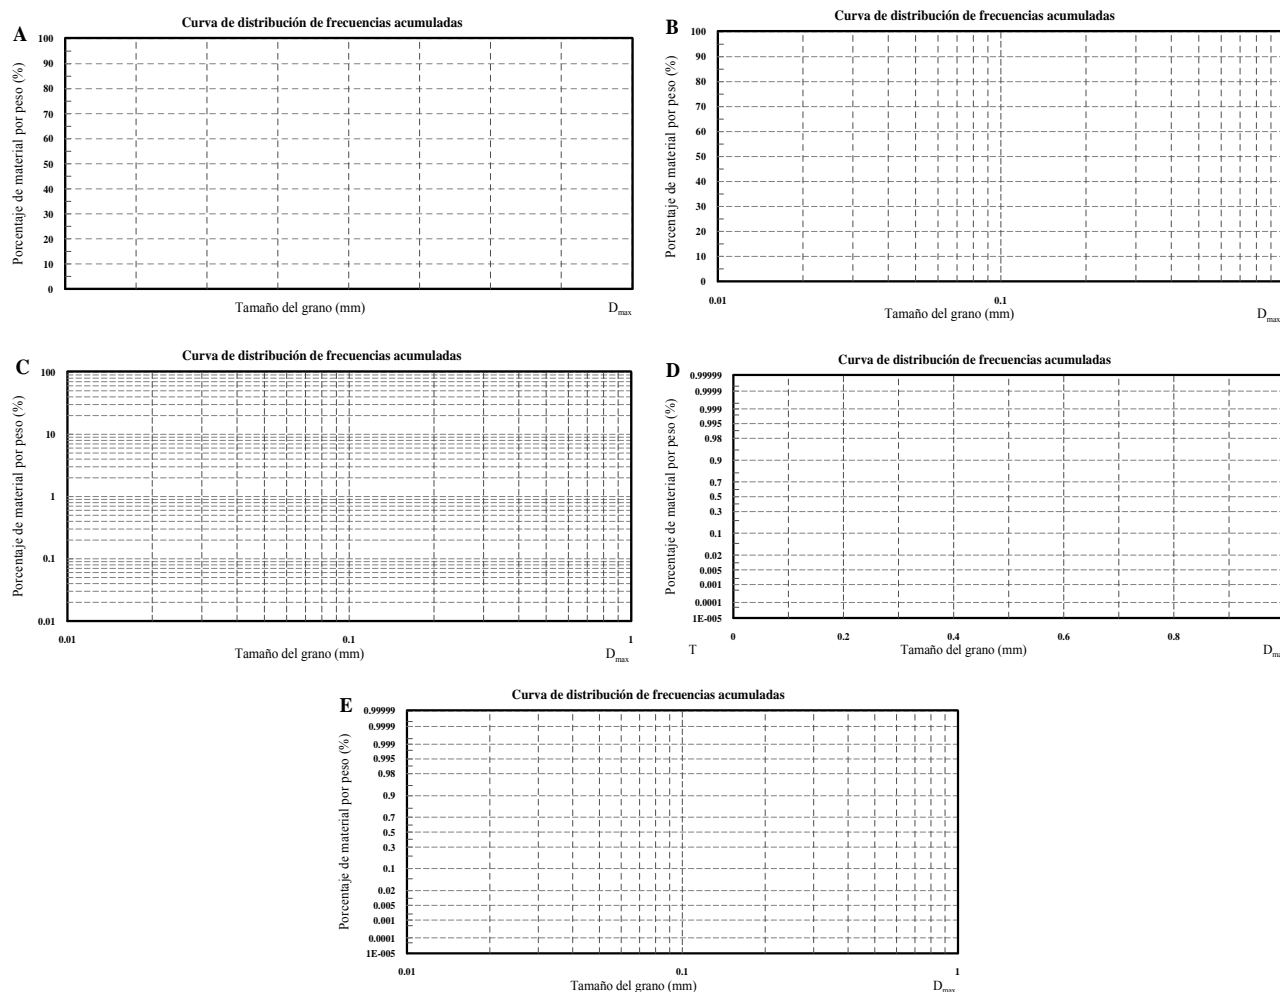 A
Curva de distribución de frecuencias acumuladas
Porcentaje de material por peso (%)
100
90
80
70
60
50
40
30
20
10
0
Tamaño del grano (mm)
Dmax
B
Curva de distribución de frecuencias acumuladas
Porcentaje de material por peso (%)
100
90
80
70
60
50
40
30
20
10
0
0.01
0.1
Tamaño del grano (mm)
Dmax
C
Curva de distribución de frecuencias acumuladas
Porcentaje de material por peso (%)
100
10
1
0.1
0.01
0.01
0.1
1
Tamaño del grano (mm)
Dmax
D
Curva de distribución de frecuencias acumuladas
Porcentaje de material por peso (%)
0.99999
0.9999
0.999
0.995
0.98
0.9
0.7
0.5
0.3
0.1
0.02
0.005
0.001
0.0001
1E-005
0
0.2
0.4
0.6
0.8
T
Tamaño del grano (mm)
Dma
E
Curva de distribución de frecuencias acumuladas
Porcentaje de material por peso (%)
0.99999
0.9999
0.999
0.995
0.98
0.9
0.7
0.5
0.3
0.1
0.02
0.005
0.001
0.0001
1E-005
0.01
0.1
1
Tamaño del grano (mm)
Dmax